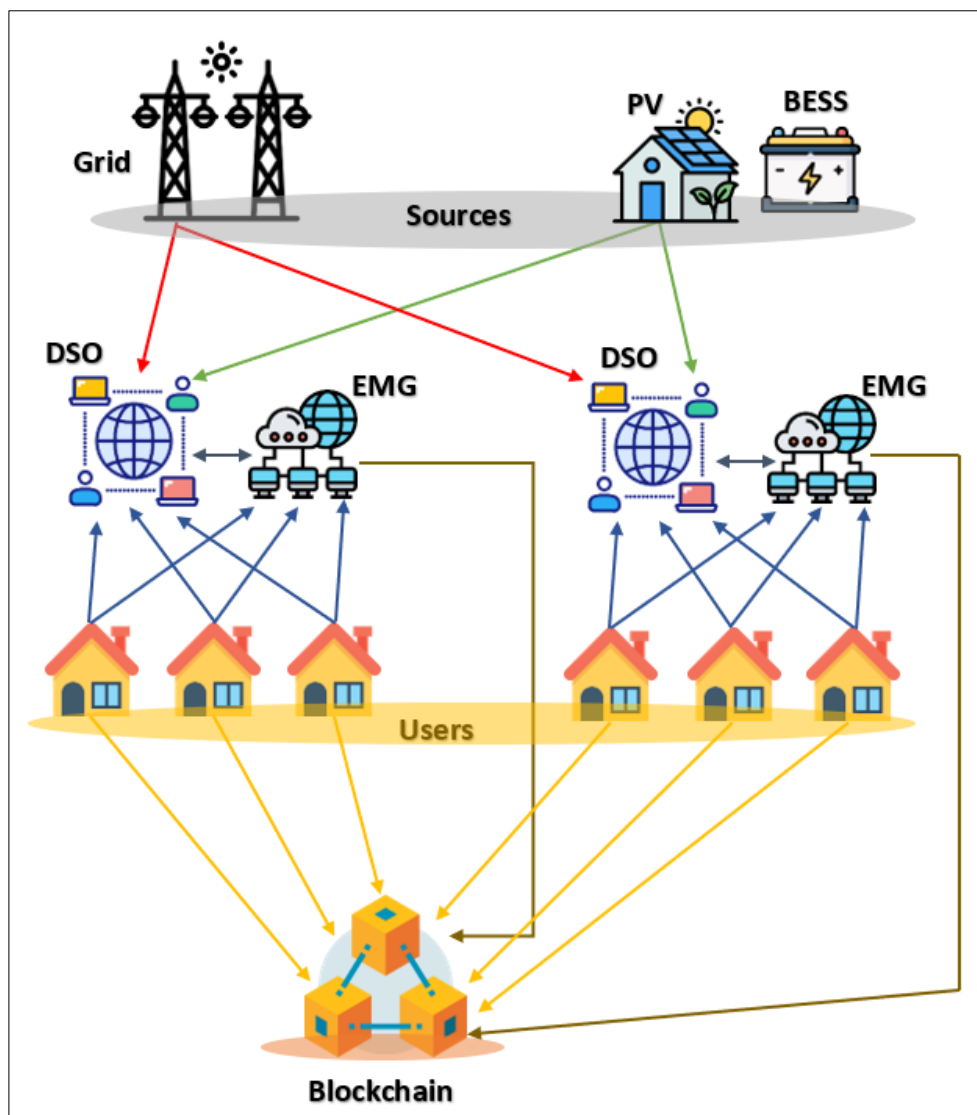 PV
BESS
Grid
Sources
DSO
EMG
DSO
EMG
Users
Blockchain